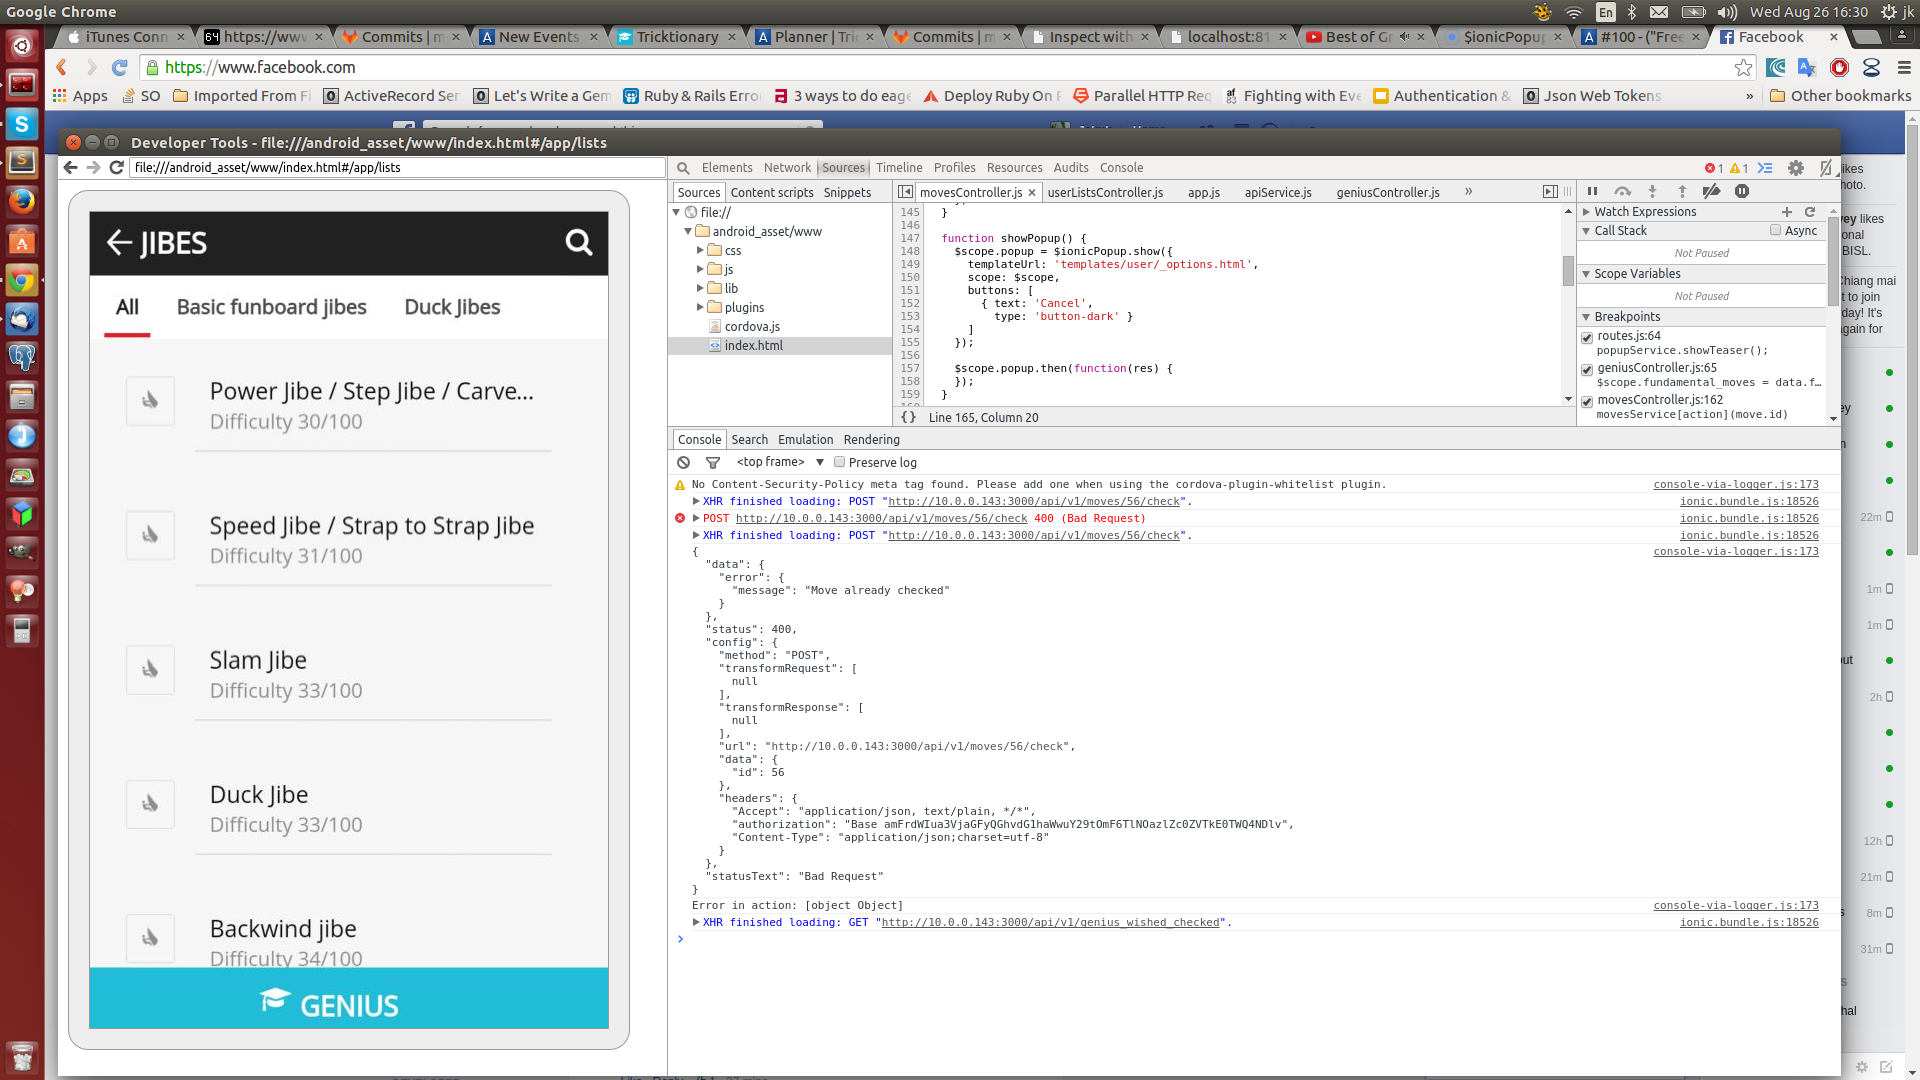 Google Chrome
En
Wed Aug 26 16:30
jk
iTunes Conn
https://www
Commits | m
New Events
Tricktionary
Planner | Tri
Commits | m
Inspect with
localhost:81
Best of Gr
$ionicPopup
#100 - ("Free
Facebook
https://www.facebook.com
Apps
SO
Imported From Fi
ActiveRecord Ser
Let's Write a Gem
Ruby & Rails Erro
3 ways to do eage
Deploy Ruby On R
Parallel HTTP Req
Fighting with Eve
Authentication &
Json Web Tokens
»
Other bookmarks
Developer Tools - file:///android_asset/www/index.html#/app/lists
file:///android_asset/www/index.html#/app/lists
Elements
Network
Sources
Timeline
Profiles
Resources
Audits
Console
1
1
Sources
Content scripts
Snippets
movesController.js ×
userListsController.js
app.js
apiService.js
geniusController.js
»
file://
android_asset/www
css
js
lib
plugins
cordova.js
index.html
145 }
146
147 function showPopup() {
148 $scope.popup = $ionicPopup.show({
149 templateUrl: 'templates/user/_options.html',
150 scope: $scope,
151 buttons: [
152 { text: 'Cancel',
153 type: 'button-dark' }
154 ]
155 });
156
157 $scope.popup.then(function(res) {
158 });
159 }
{ } Line 165, Column 20
Watch Expressions
Call Stack
Async
Not Paused
Scope Variables
Not Paused
Breakpoints
routes.js:64
popupService.showTeaser();
geniusController.js:65
$scope.fundamental_moves = data.f…
movesController.js:162
movesService[action](move.id)
JIBES
All
Basic funboard jibes
Duck Jibes
Power Jibe / Step Jibe / Carve...
Difficulty 30/100
Speed Jibe / Strap to Strap Jibe
Difficulty 31/100
Slam Jibe
Difficulty 33/100
Duck Jibe
Difficulty 33/100
Backwind jibe
Difficulty 34/100
GENIUS
Console
Search
Emulation
Rendering
<top frame>
Preserve log
No Content-Security-Policy meta tag found. Please add one when using the cordova-plugin-whitelist plugin. console-via-logger.js:173
XHR finished loading: POST "http://10.0.0.143:3000/api/v1/moves/56/check". ionic.bundle.js:18526
POST http://10.0.0.143:3000/api/v1/moves/56/check 400 (Bad Request) ionic.bundle.js:18526
XHR finished loading: POST "http://10.0.0.143:3000/api/v1/moves/56/check". ionic.bundle.js:18526
{ console-via-logger.js:173
"data": {
"error": {
"message": "Move already checked"
}
},
"status": 400,
"config": {
"method": "POST",
"transformRequest": [
null
],
"transformResponse": [
null
],
"url": "http://10.0.0.143:3000/api/v1/moves/56/check",
"data": {
"id": 56
},
"headers": {
"Accept": "application/json, text/plain, */*",
"authorization": "Base amFrdWIua3VjaGFyQGhvdG1haWwuY29tOmF6TlNOazlZc0ZVTkE0TWQ4NDlv",
"Content-Type": "application/json;charset=utf-8"
}
},
"statusText": "Bad Request"
}
Error in action: [object Object] console-via-logger.js:173
XHR finished loading: GET "http://10.0.0.143:3000/api/v1/genius_wished_checked". ionic.bundle.js:18526
likes
hoto.
vey likes
onal
BISL.
Chiang mai
t to join
day! It's
again for
22m
1m
1m
out
2h
12h
21m
8m
31m
hal